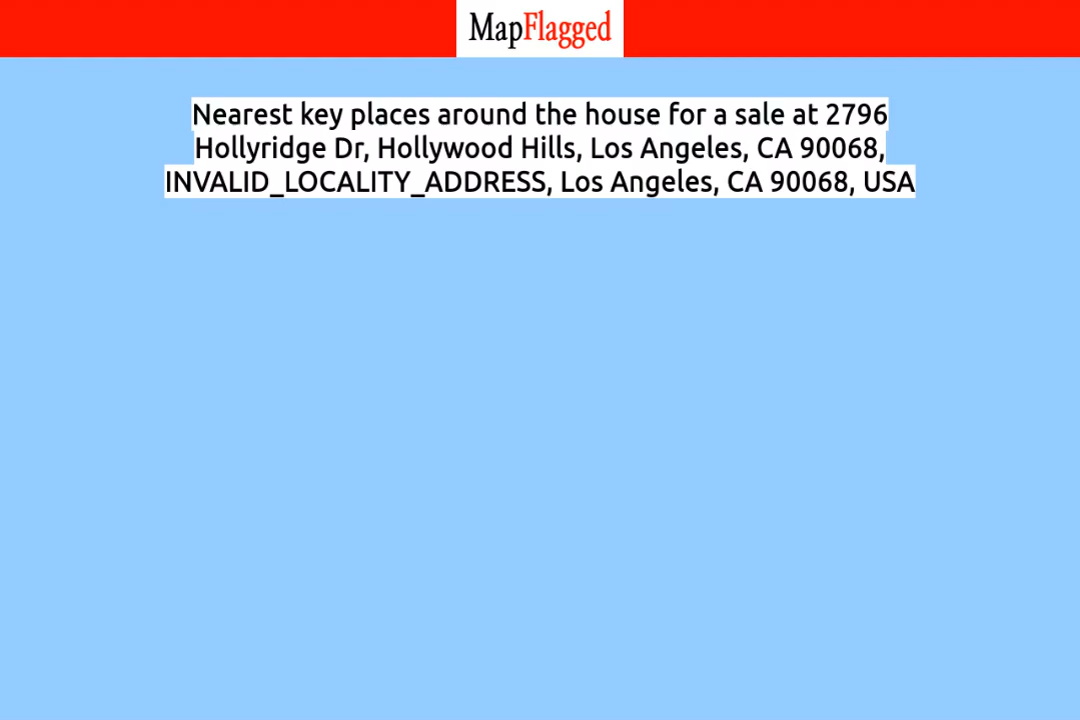 MapFlagged
Nearest key places around the house for a sale at 2796
Hollyridge Dr, Hollywood Hills, Los Angeles, CA 90068,
INVALID_LOCALITY_ADDRESS, Los Angeles, CA 90068, USA